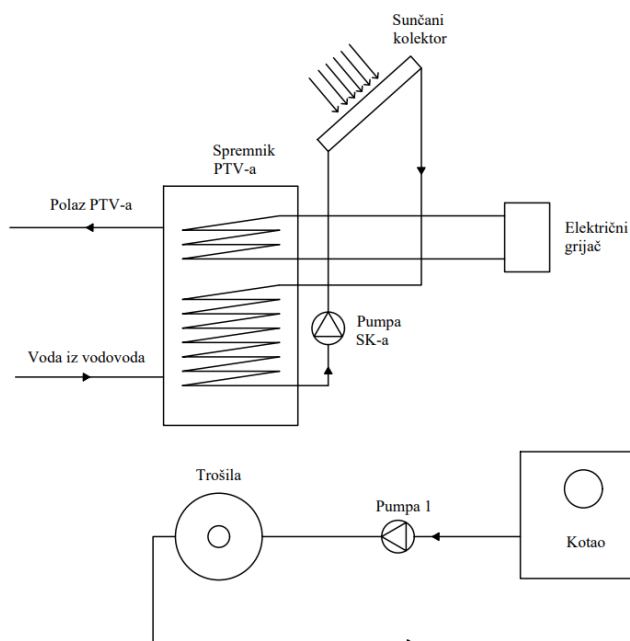 Sunčani
kolektor
Spremnik
PTV-a
Polaz PTV-a
Električni
grijač
Pumpa
SK-a
Voda iz vodovoda
Trošila
Pumpa 1
Kotao